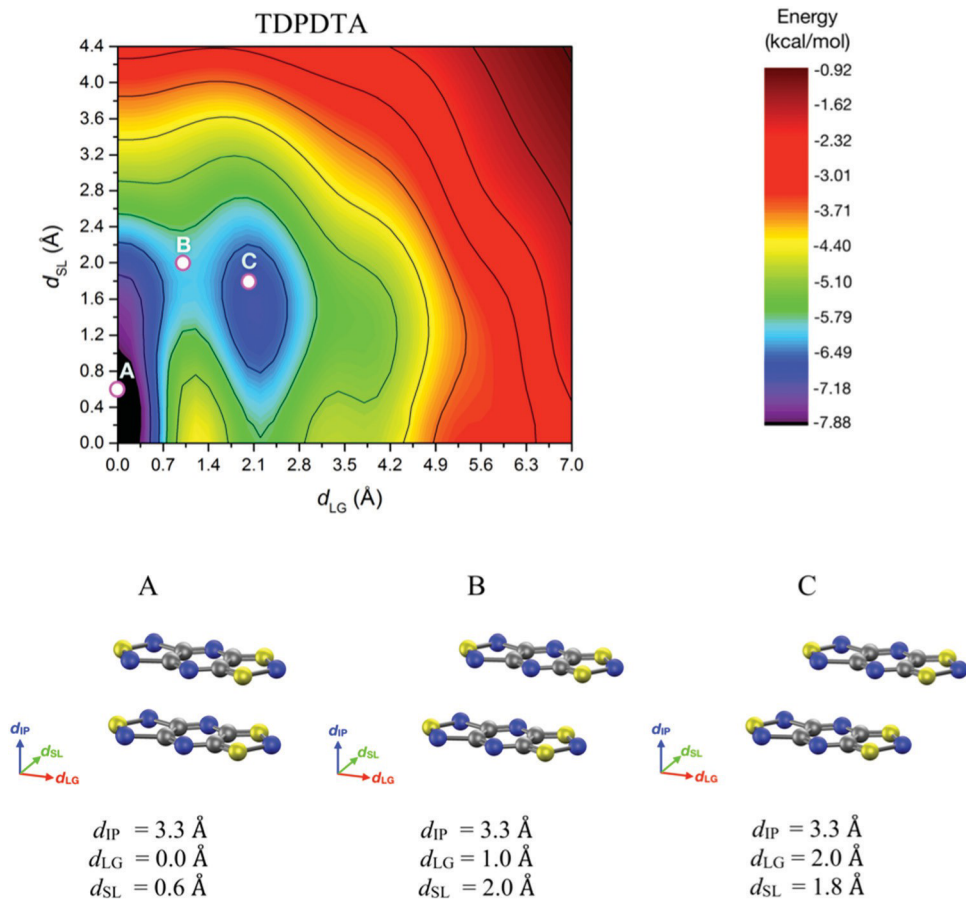 TDPDTA
Energy
(kcal/mol)
4.4
4.0
3.6
3.2
2.8
2.4
2.0
1.6
1.2
0.8
0.4
0.0
dSL (Å)
A
B
C
0.0 0.7 1.4 2.1 2.8 3.5 4.2 4.9 5.6 6.3 7.0
dLG (Å)
-0.92
-1.62
-2.32
-3.01
-3.71
-4.40
-5.10
-5.79
-6.49
-7.18
-7.88
A B C
dIP dSL dLG
dIP dSL dLG
dIP dSL dLG
dIP = 3.3 Å
dLG = 0.0 Å
dSL = 0.6 Å
dIP = 3.3 Å
dLG = 1.0 Å
dSL = 2.0 Å
dIP = 3.3 Å
dLG = 2.0 Å
dSL = 1.8 Å